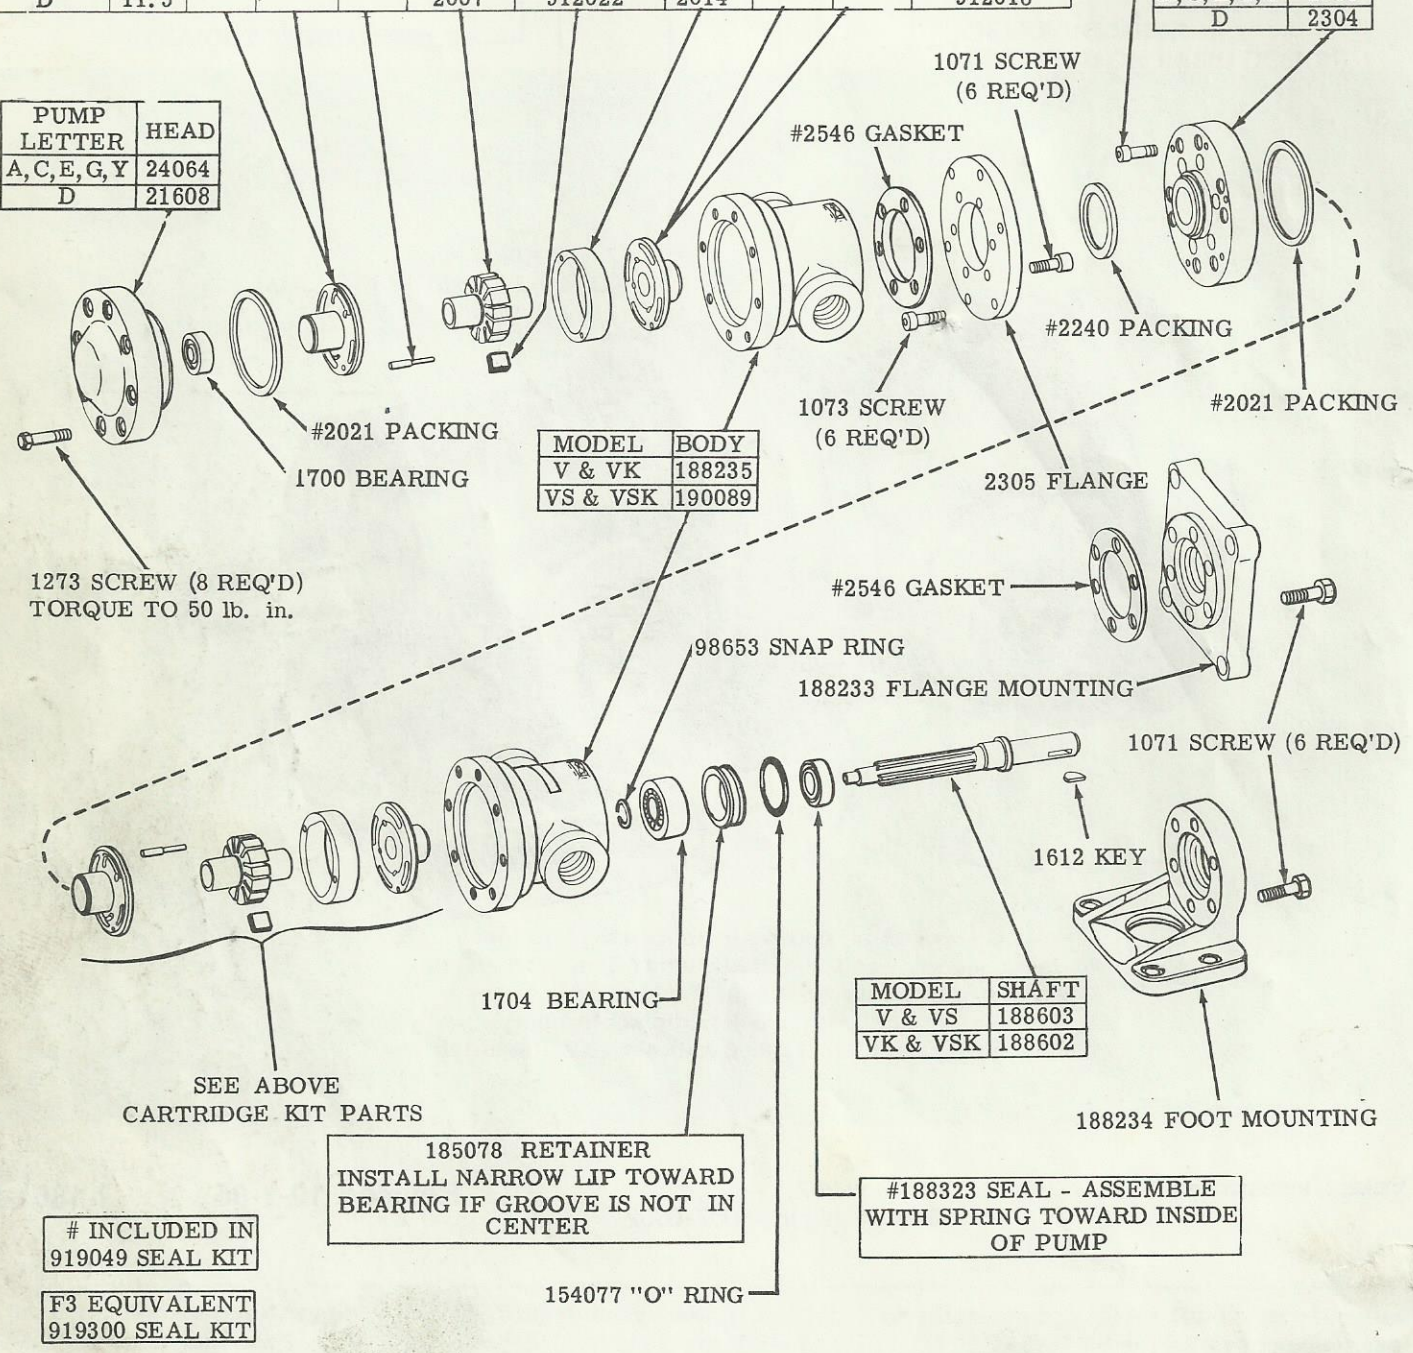 D
2304
1071 SCREW
(6 REQ'D)
#2546 GASKET
PUMP LETTER HEAD
A,C,E,G,Y 24064
D 21608
#2240 PACKING
#2021 PACKING
1073 SCREW
(6 REQ'D)
#2021 PACKING
1700 BEARING
MODEL BODY
V & VK 188235
VS & VSK 190089
2305 FLANGE
1273 SCREW (8 REQ'D)
TORQUE TO 50 lb. in.
#2546 GASKET
98653 SNAP RING
188233 FLANGE MOUNTING
1071 SCREW (6 REQ'D)
1612 KEY
1704 BEARING
MODEL SHAFT
V & VS 188603
VK & VSK 188602
SEE ABOVE
CARTRIDGE KIT PARTS
188234 FOOT MOUNTING
185078 RETAINER
INSTALL NARROW LIP TOWARD
BEARING IF GROOVE IS NOT IN
CENTER
#188323 SEAL - ASSEMBLE
WITH SPRING TOWARD INSIDE
OF PUMP
# INCLUDED IN
919049 SEAL KIT
154077 "O" RING
F3 EQUIVALENT
919300 SEAL KIT